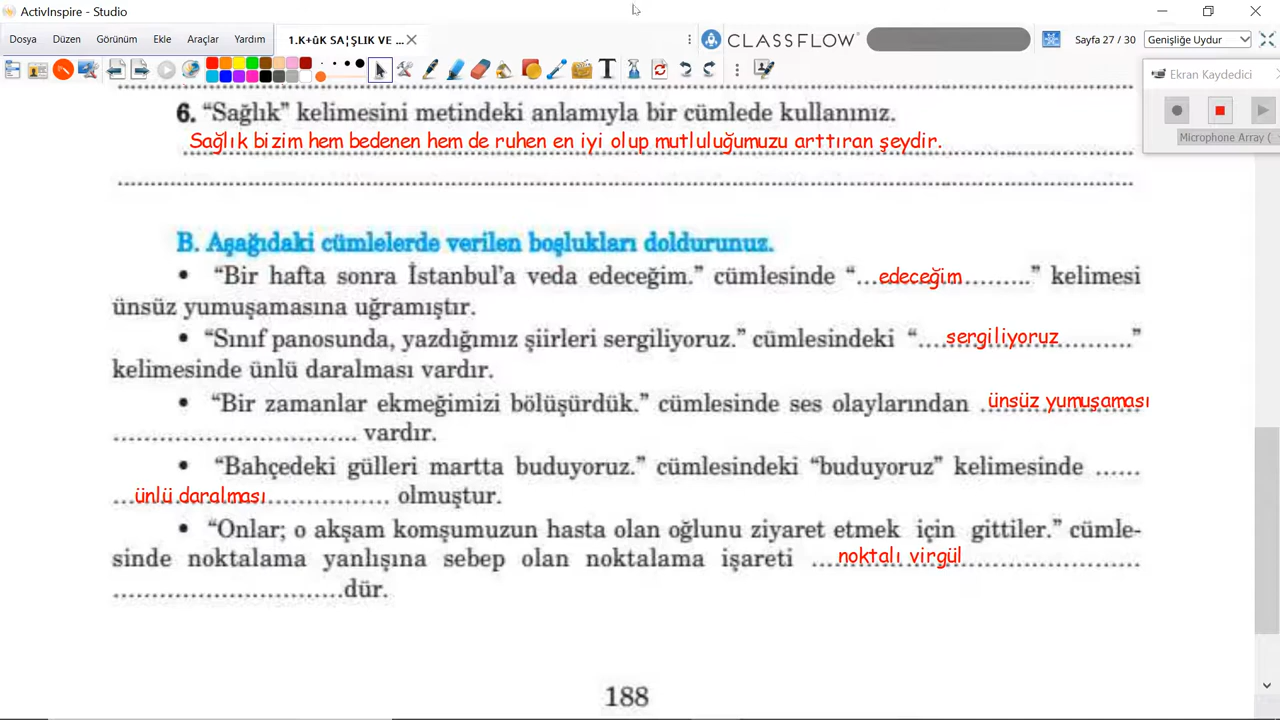 ActivInspire - Studio
Dosya Düzen Görünüm Ekle Araçlar Yardım 1.K+ûK SA¦ŞLIK VE ... CLASSFLOW Sayfa 27 / 30 Genişliğe Uydur
Ekran Kaydedici
Microphone Array (
6. “Sağlık” kelimesini metindeki anlamıyla bir cümlede kullanınız.
Sağlık bizim hem bedenen hem de ruhen en iyi olup mutluluğumuzu arttıran şeydir.
B. Aşağıdaki cümlelerde verilen boşlukları doldurunuz.
• “Bir hafta sonra İstanbul’a veda edeceğim.” cümlesinde “...edeceğim...........” kelimesi
ünsüz yumuşamasına uğramıştır.
• “Sınıf panosunda, yazdığımız şiirleri sergiliyoruz.” cümlesindeki “....sergiliyoruz............”
kelimesinde ünlü daralması vardır.
• “Bir zamanlar ekmeğimizi bölüşürdük.” cümlesinde ses olaylarından ünsüz yumuşaması
.................................. vardır.
• “Bahçedeki gülleri martta buduyoruz.” cümlesindeki “buduyoruz” kelimesinde ......
...ünlü daralması................. olmuştur.
• “Onlar; o akşam komşumuzun hasta olan oğlunu ziyaret etmek için gittiler.” cümle-
sinde noktalama yanlışına sebep olan noktalama işareti ....noktalı virgül........................
................................dür.
188